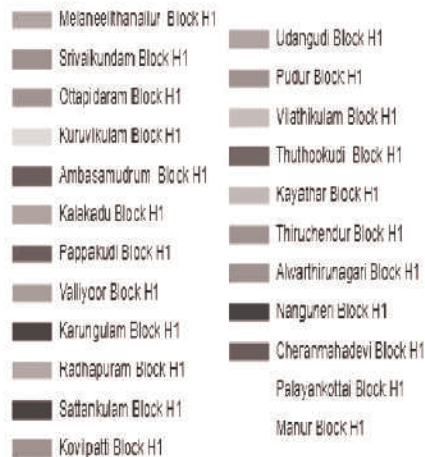 Melaneelithanallur Block H1
Srivaikundam Block H1
Ottapidaram Block H1
Kuruvikulam Block H1
Ambasamudrum Block H1
Kalakadu Block H1
Pappakudi Block H1
Valliyoor Block H1
Karungulam Block H1
Radhapuram Block H1
Sattankulam Block H1
Kovilpatti Block H1
Udangudi Block H1
Pudur Block H1
Vilathikulam Block H1
Thuthookudi Block H1
Kayathar Block H1
Thiruchendur Block H1
Alwarthirunagari Block H1
Nanguneri Block H1
Cheranmahadevi Block H1
Palayankottai Block H1
Manur Block H1